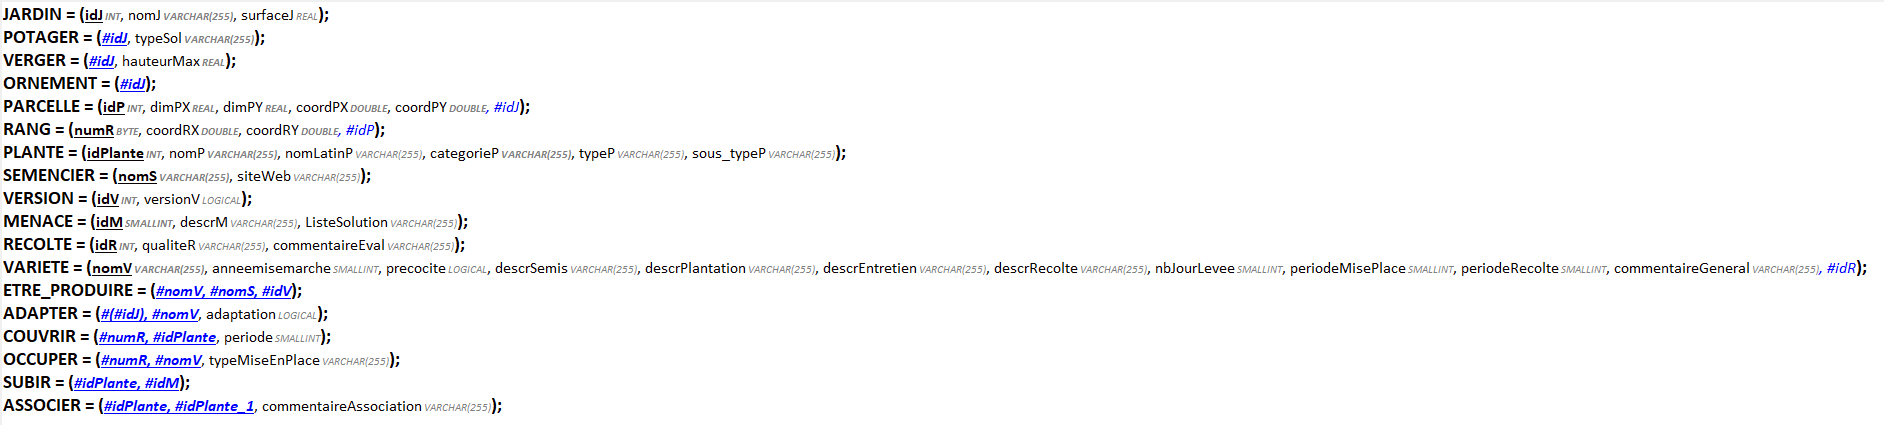 JARDIN = (idJ INT, nomJ VARCHAR(255), surfaceJ REAL);
POTAGER = (#idJ, typeSol VARCHAR(255));
VERGER = (#idJ, hauteurMax REAL);
ORNEMENT = (#idJ);
PARCELLE = (idP INT, dimPX REAL, dimPY REAL, coordPX DOUBLE, coordPY DOUBLE, #idJ);
RANG = (numR BYTE, coordRX DOUBLE, coordRY DOUBLE, #idP);
PLANTE = (idPlante INT, nomP VARCHAR(255), nomLatinP VARCHAR(255), categorieP VARCHAR(255), typeP VARCHAR(255), sous_typeP VARCHAR(255));
SEMENCIER = (nomS VARCHAR(255), siteWeb VARCHAR(255));
VERSION = (idV INT, versionV LOGICAL);
MENACE = (idM SMALLINT, descrM VARCHAR(255), ListeSolution VARCHAR(255));
RECOLTE = (idR INT, qualiteR VARCHAR(255), commentaireEval VARCHAR(255));
VARIETE = (nomV VARCHAR(255), anneemisemarche SMALLINT, precocite LOGICAL, descrSemis VARCHAR(255), descrPlantation VARCHAR(255), descrEntretien VARCHAR(255), descrRecolte VARCHAR(255), nbJourLevee SMALLINT, periodeMisePlace SMALLINT, periodeRecolte SMALLINT, commentaireGeneral VARCHAR(255), #idR);
ETRE_PRODUIRE = (#nomV, #nomS, #idV);
ADAPTER = (#(#idJ), #nomV, adaptation LOGICAL);
COUVRIR = (#numR, #idPlante, periode SMALLINT);
OCCUPER = (#numR, #nomV, typeMiseEnPlace VARCHAR(255));
SUBIR = (#idPlante, #idM);
ASSOCIER = (#idPlante, #idPlante_1, commentaireAssociation VARCHAR(255));